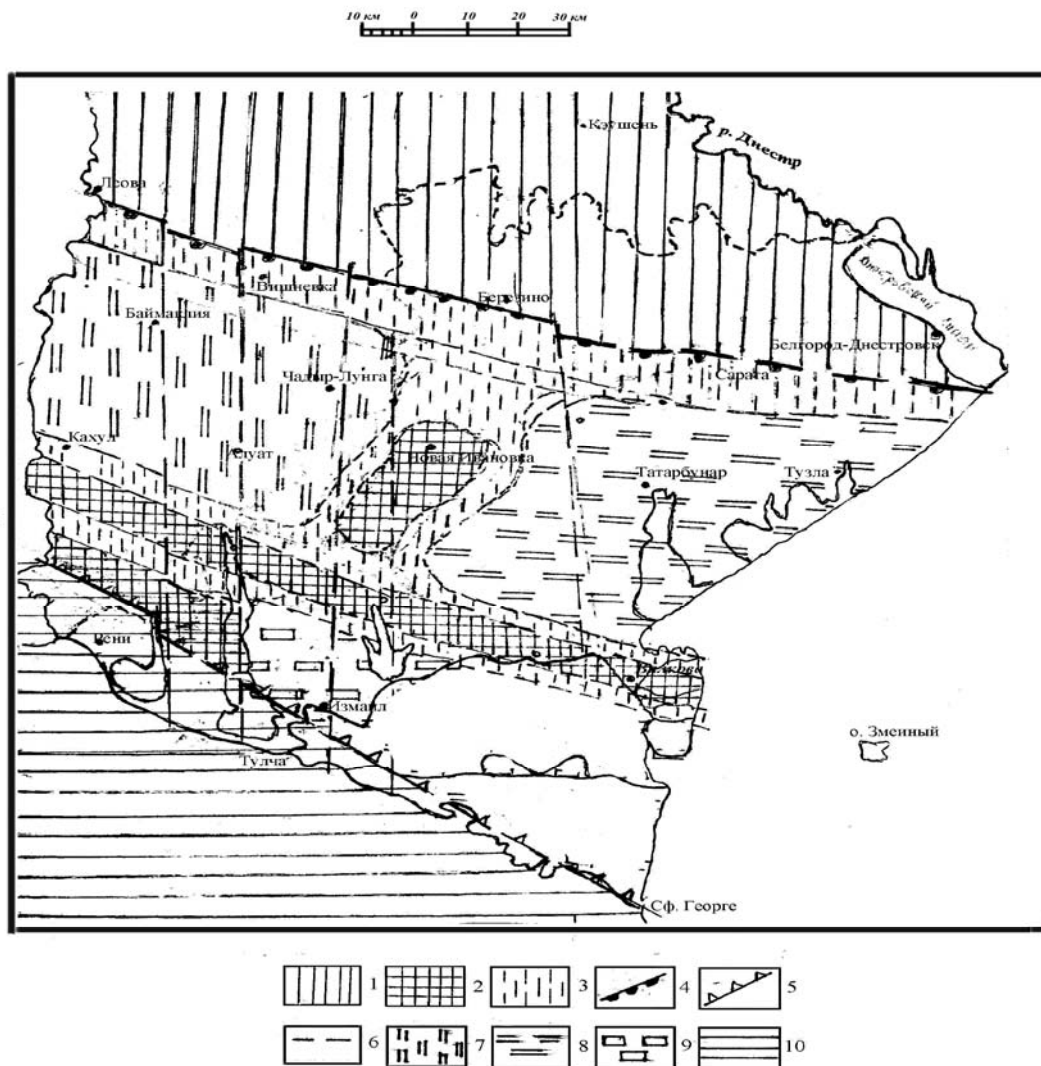 10 км 0 10 20 30 км
Кэушень
р. Днестр
Леова
Вишневка
Березино
Баймаклия
Белгород-Днестровск
Сарата
Чадыр-Лунга
Кахул
Алуат
Новая Ивановка
Татарбунар
Тузла
Рени
Измаил
о. Змеиный
Тулча
Сф. Георге
1 2 3 4 5
6 7 8 9 10